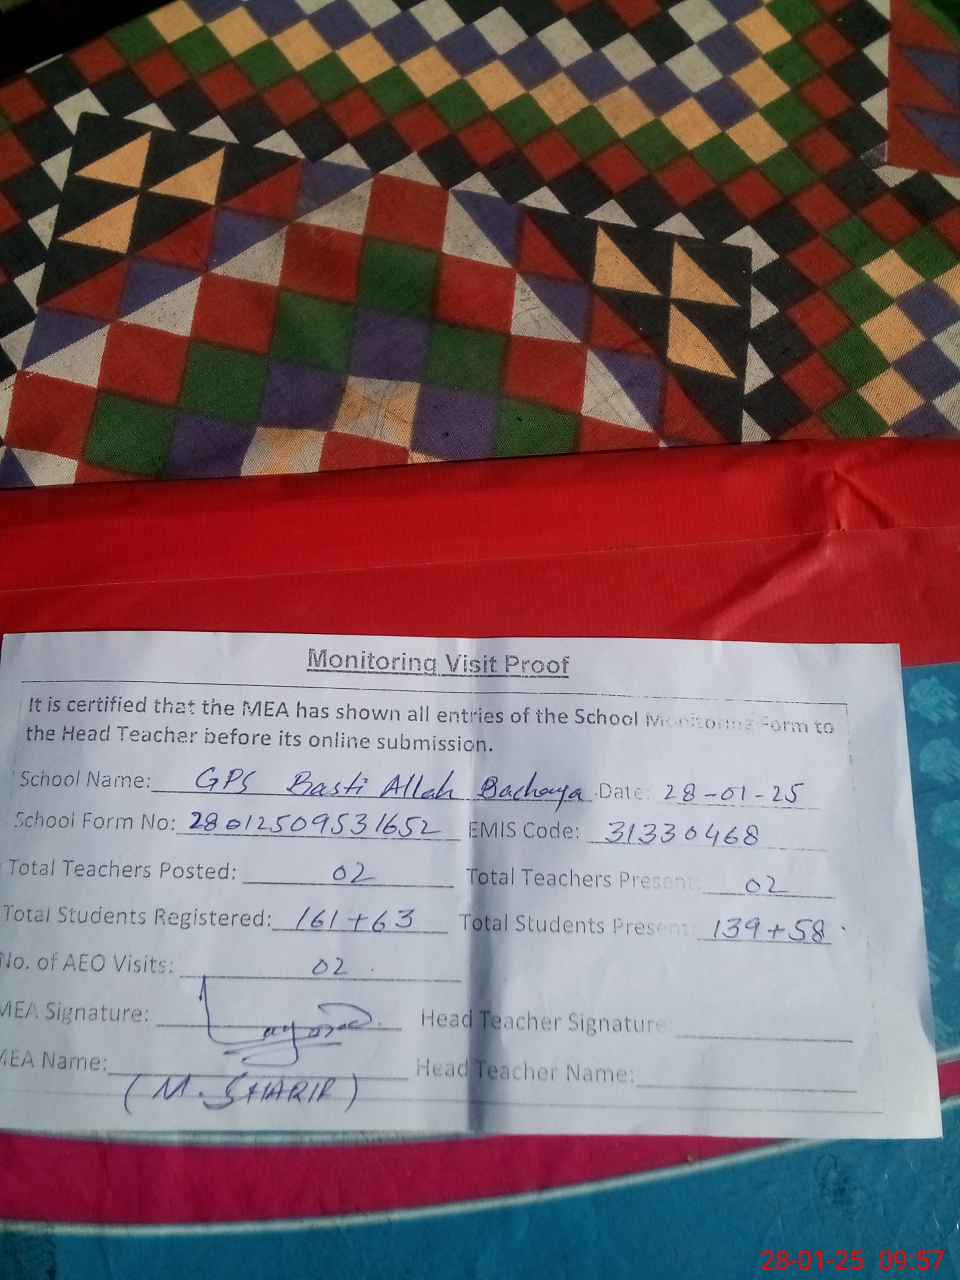 Monitoring Visit Proof
It is certified that the MEA has shown all entries of the School Monitoring Form to
the Head Teacher before its online submission.
School Name: GPS Basti Allah Bachaya Date: 28-01-25
School Form No: 28012509531652 EMIS Code: 31330468
Total Teachers Posted: 02 Total Teachers Present: 02
Total Students Registered: 161+63 Total Students Present: 139+58
No. of AEO Visits: 02
MEA Signature: Head Teacher Signature:
MEA Name: Head Teacher Name:
(M. SHARIF)
28-01-25 09:57